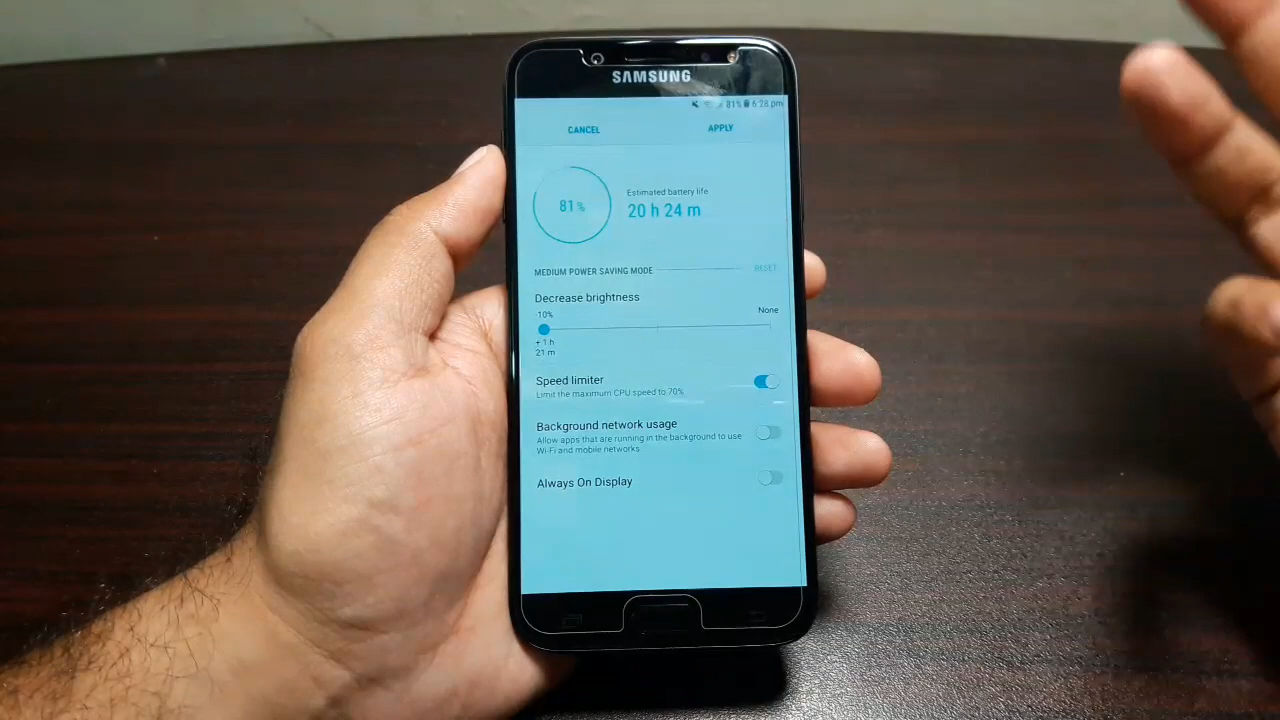 SAMSUNG
81% 6:28 pm
CANCEL APPLY
81%
Estimated battery life
20 h 24 m
MEDIUM POWER SAVING MODE RESET
Decrease brightness
-10% None
+ 1 h
21 m
Speed limiter
Limit the maximum CPU speed to 70%
Background network usage
Allow apps that are running in the background to use
Wi-Fi and mobile networks
Always On Display